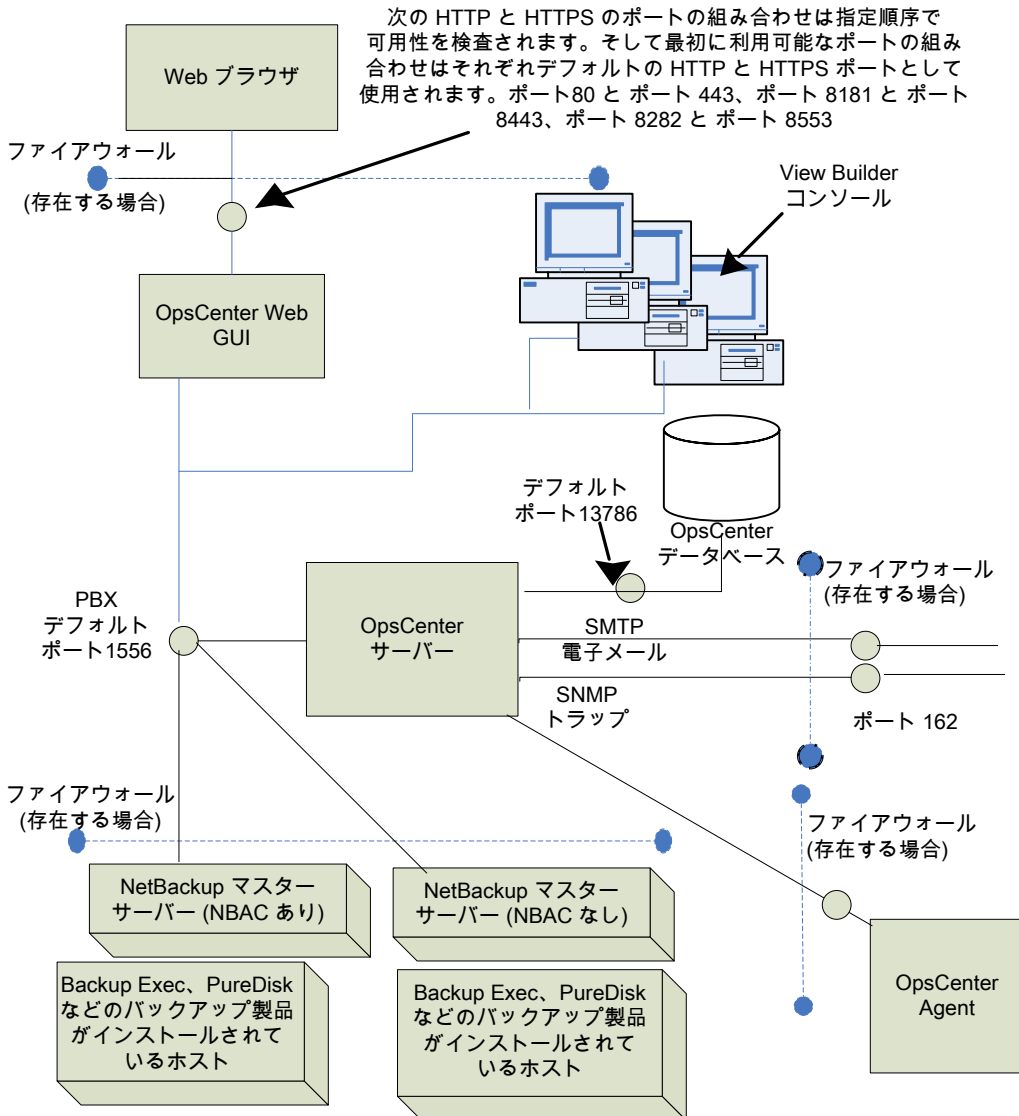 次の HTTP と HTTPS のポートの組み合わせは指定順序で
可用性を検査されます。そして最初に利用可能なポートの組み
合わせはそれぞれデフォルトの HTTP と HTTPS ポートとして
使用されます。ポート80 と ポート 443、ポート 8181 と ポート
8443、ポート 8282 と ポート 8553
Web ブラウザ
ファイアウォール
(存在する場合)
View Builder
コンソール
OpsCenter Web
GUI
デフォルト
ポート13786
OpsCenter
データベース
ファイアウォール
(存在する場合)
PBX
デフォルト
ポート1556
OpsCenter
サーバー
SMTP
電子メール
SNMP
トラップ
ポート 162
ファイアウォール
(存在する場合)
ファイアウォール
(存在する場合)
NetBackup マスター
サーバー (NBAC あり)
NetBackup マスター
サーバー (NBAC なし)
Backup Exec、PureDisk
などのバックアップ製品
がインストールされて
いるホスト
Backup Exec、PureDisk
などのバックアップ製品
がインストールされて
いるホスト
OpsCenter
Agent